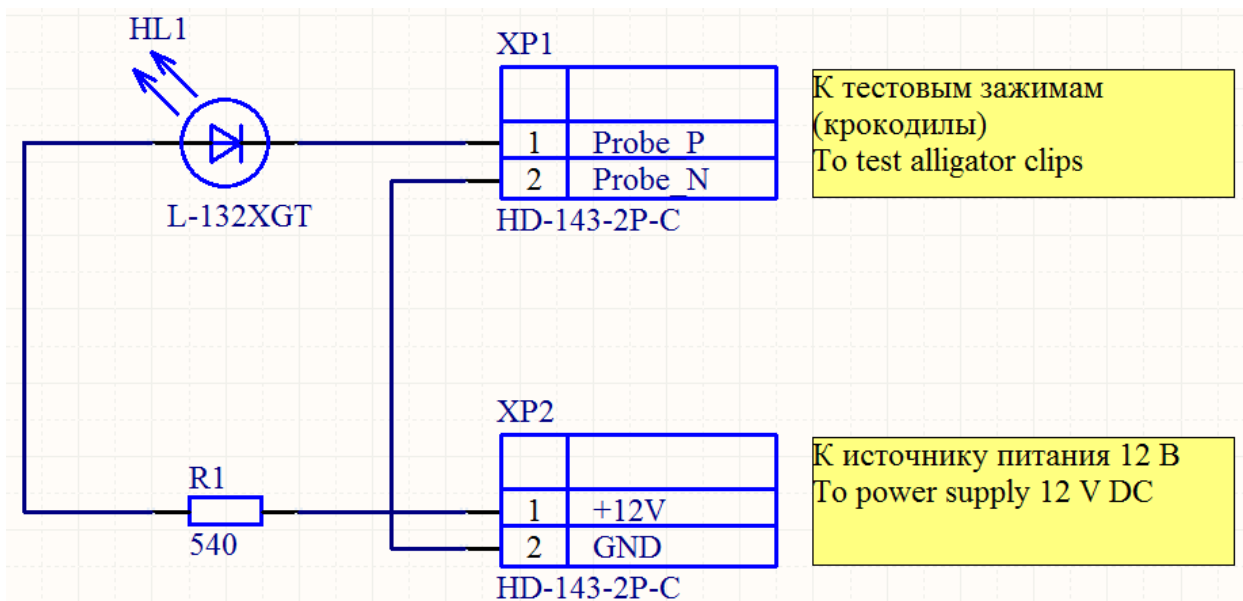 HL1
L-132XGT
XP1
1 Probe_P
2 Probe_N
HD-143-2P-C
К тестовым зажимам
(крокодилы)
To test alligator clips
R1
540
XP2
1 +12V
2 GND
HD-143-2P-C
К источнику питания 12 В
To power supply 12 V DC